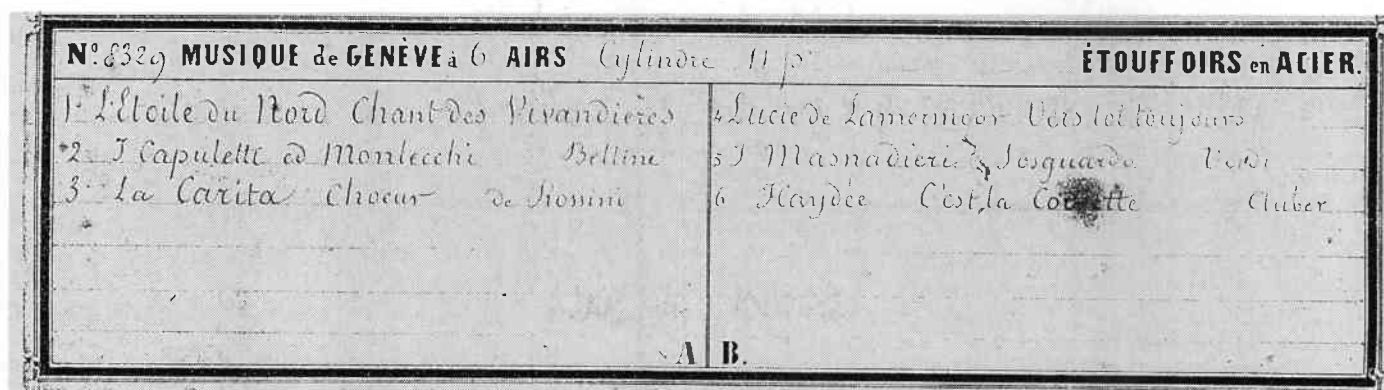 N° 8329 MUSIQUE de GENÈVE à 6 AIRS Cylindre 11 p ÉTOUFFOIRS en ACIER.
1 L'Etoile du Nord Chant des Vivandières
2 I Capuletti ed Montecchi Bellini
3 La Carita Choeur de Rossini
4 Lucie de Lamermoor Vers toi toujours
5 I Masnadieri Verdi
6 Haydée C'est la Corvette Auber
A B.